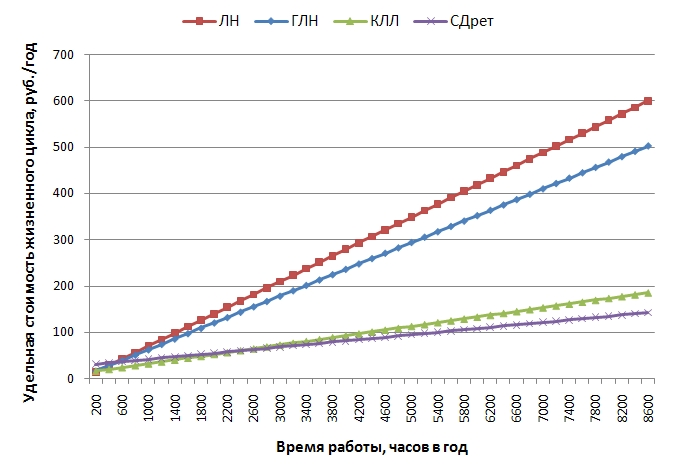 ЛН ГЛН КЛЛ СДрет
Удельная стоимость жизненного цикла, руб./год
700
600
500
400
300
200
100
0
200 600 1000 1400 1800 2200 2600 3000 3400 3800 4200 4600 5000 5400 5800 6200 6600 7000 7400 7800 8200 8600
Время работы, часов в год